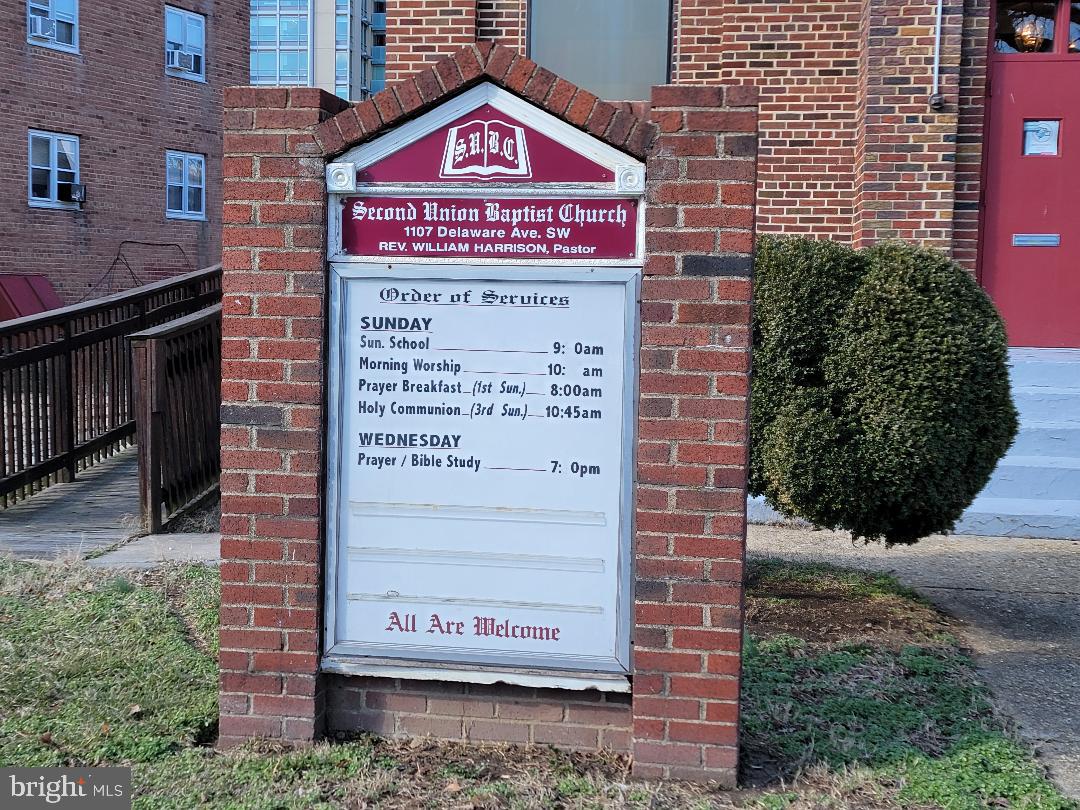 S.U.B.C.
Second Union Baptist Church
1107 Delaware Ave. SW
REV. WILLIAM HARRISON, Pastor
Order of Services
SUNDAY
Sun. School 9: 0am
Morning Worship 10: am
Prayer Breakfast (1st Sun.) 8:00am
Holy Communion (3rd Sun.) 10:45am
WEDNESDAY
Prayer / Bible Study 7: 0pm
All Are Welcome
bright MLS